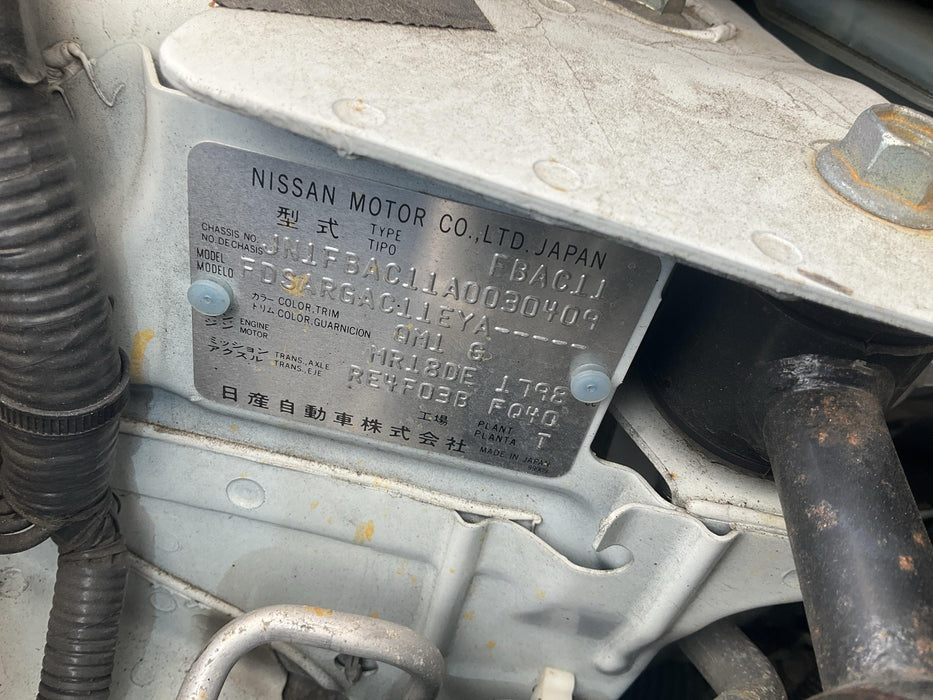 NISSAN MOTOR CO.,LTD. JAPAN
型式 TYPE TIPO FBAC11
CHASSIS NO. NO. DE CHASIS JN1FBAC11A0030409
MODEL MODELO FDSARGAC11EYA-----
カラー COLOR,TRIM トリム COLOR,GUARNICION QM1 G
エンジン ENGINE MOTOR MR18DE 1798
ミッション アクスル TRANS.,AXLE TRANS.,EJE RE4F03B FQ40
工場 PLANT PLANTA T
日産自動車株式会社 MADE IN JAPAN